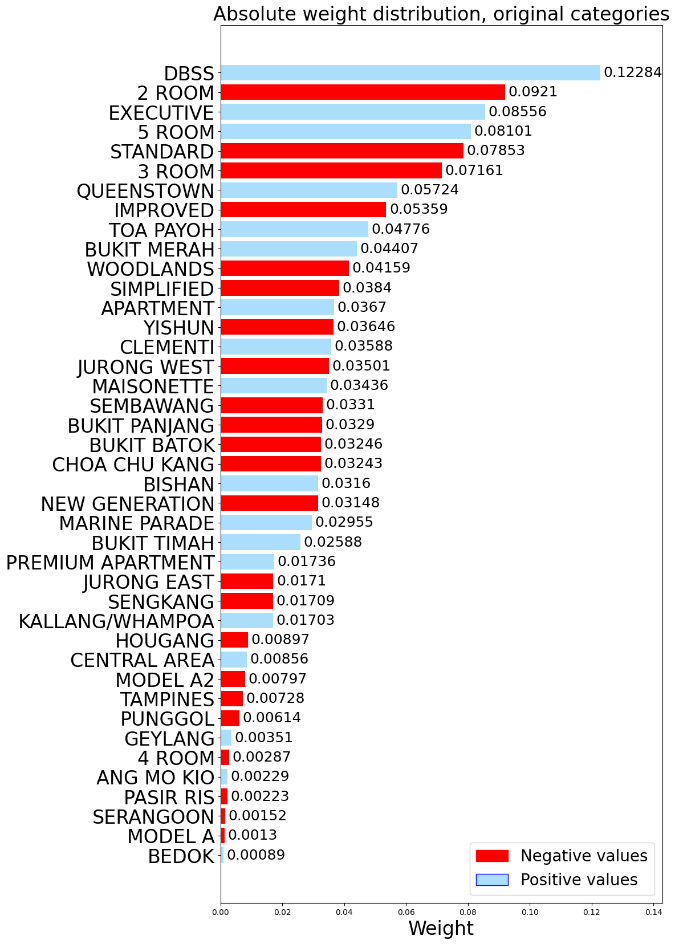 Absolute weight distribution, original categories
DBSS 0.12284
2 ROOM 0.0921
EXECUTIVE 0.08556
5 ROOM 0.08101
STANDARD 0.07853
3 ROOM 0.07161
QUEENSTOWN 0.05724
IMPROVED 0.05359
TOA PAYOH 0.04776
BUKIT MERAH 0.04407
WOODLANDS 0.04159
SIMPLIFIED 0.0384
APARTMENT 0.0367
YISHUN 0.03646
CLEMENTI 0.03588
JURONG WEST 0.03501
MAISONETTE 0.03436
SEMBAWANG 0.0331
BUKIT PANJANG 0.0329
BUKIT BATOK 0.03246
CHOA CHU KANG 0.03243
BISHAN 0.0316
NEW GENERATION 0.03148
MARINE PARADE 0.02955
BUKIT TIMAH 0.02588
PREMIUM APARTMENT 0.01736
JURONG EAST 0.0171
SENGKANG 0.01709
KALLANG/WHAMPOA 0.01703
HOUGANG 0.00897
CENTRAL AREA 0.00856
MODEL A2 0.00797
TAMPINES 0.00728
PUNGGOL 0.00614
GEYLANG 0.00351
4 ROOM 0.00287
ANG MO KIO 0.00229
PASIR RIS 0.00223
SERANGOON 0.00152
MODEL A 0.0013
BEDOK 0.00089
Negative values
Positive values
0.00 0.02 0.04 0.06 0.08 0.10 0.12 0.14
Weight